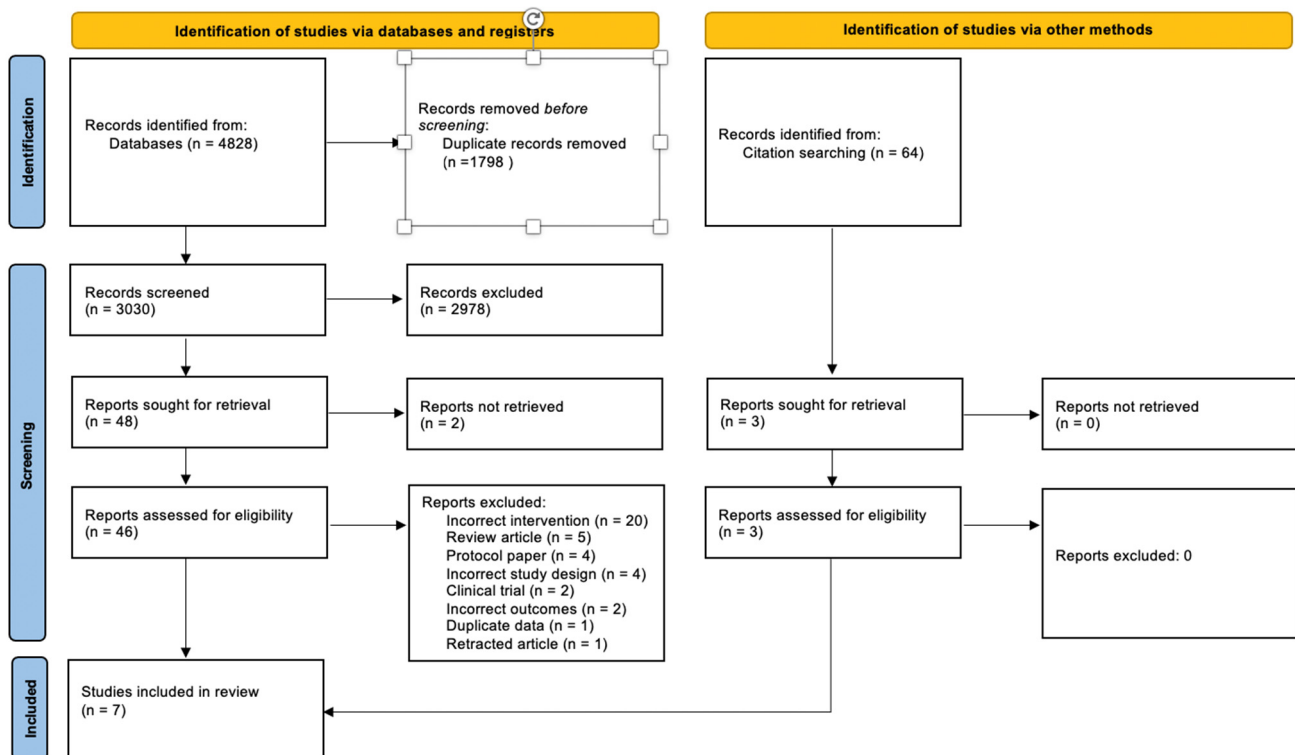 Identification of studies via databases and registers
Identification of studies via other methods
Identification
Records identified from:
Databases (n = 4828)
Records removed before
screening:
Duplicate records removed
(n =1798 )
Records identified from:
Citation searching (n = 64)
Screening
Records screened
(n = 3030)
Records excluded
(n = 2978)
Reports sought for retrieval
(n = 48)
Reports not retrieved
(n = 2)
Reports sought for retrieval
(n = 3)
Reports not retrieved
(n = 0)
Reports assessed for eligibility
(n = 46)
Reports excluded:
Incorrect intervention (n = 20)
Review article (n = 5)
Protocol paper (n = 4)
Incorrect study design (n = 4)
Clinical trial (n = 2)
Incorrect outcomes (n = 2)
Duplicate data (n = 1)
Retracted article (n = 1)
Reports assessed for eligibility
(n = 3)
Reports excluded: 0
Included
Studies included in review
(n = 7)